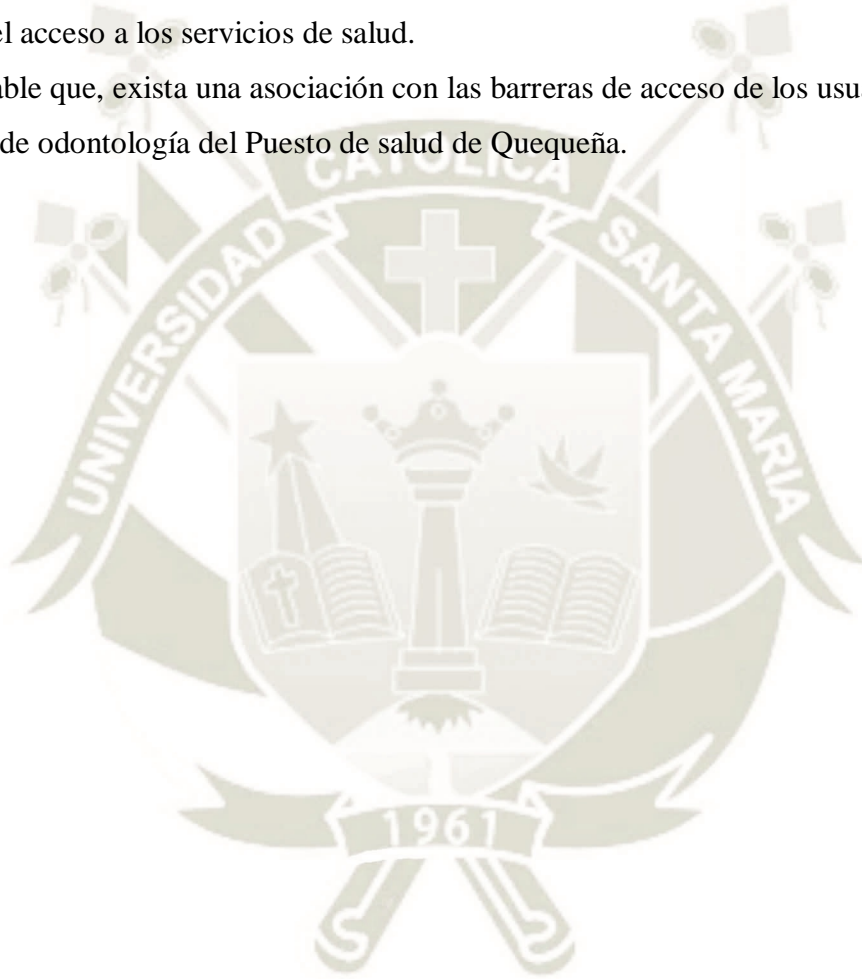 el acceso a los servicios de salud.
able que, exista una asociación con las barreras de acceso de los usua
de odontología del Puesto de salud de Quequeña.
UNIVERSIDAD CATOLICA SANTA MARIA
1961